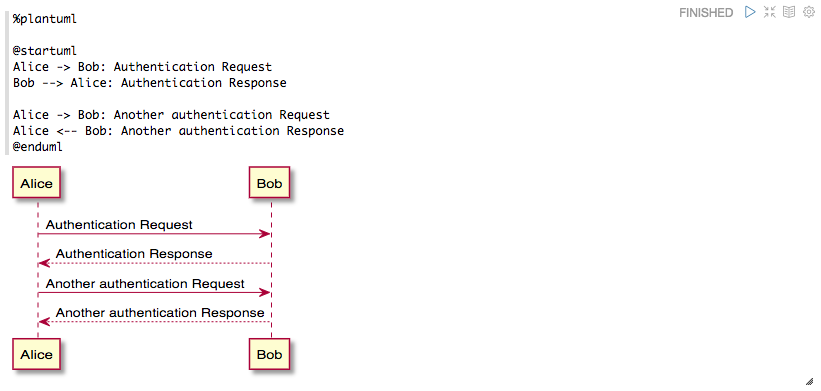 FINISHED
%plantuml
@startuml
Alice -> Bob: Authentication Request
Bob --> Alice: Authentication Response
Alice -> Bob: Another authentication Request
Alice <-- Bob: Another authentication Response
@enduml
Alice Bob
Authentication Request
Authentication Response
Another authentication Request
Another authentication Response
Alice Bob